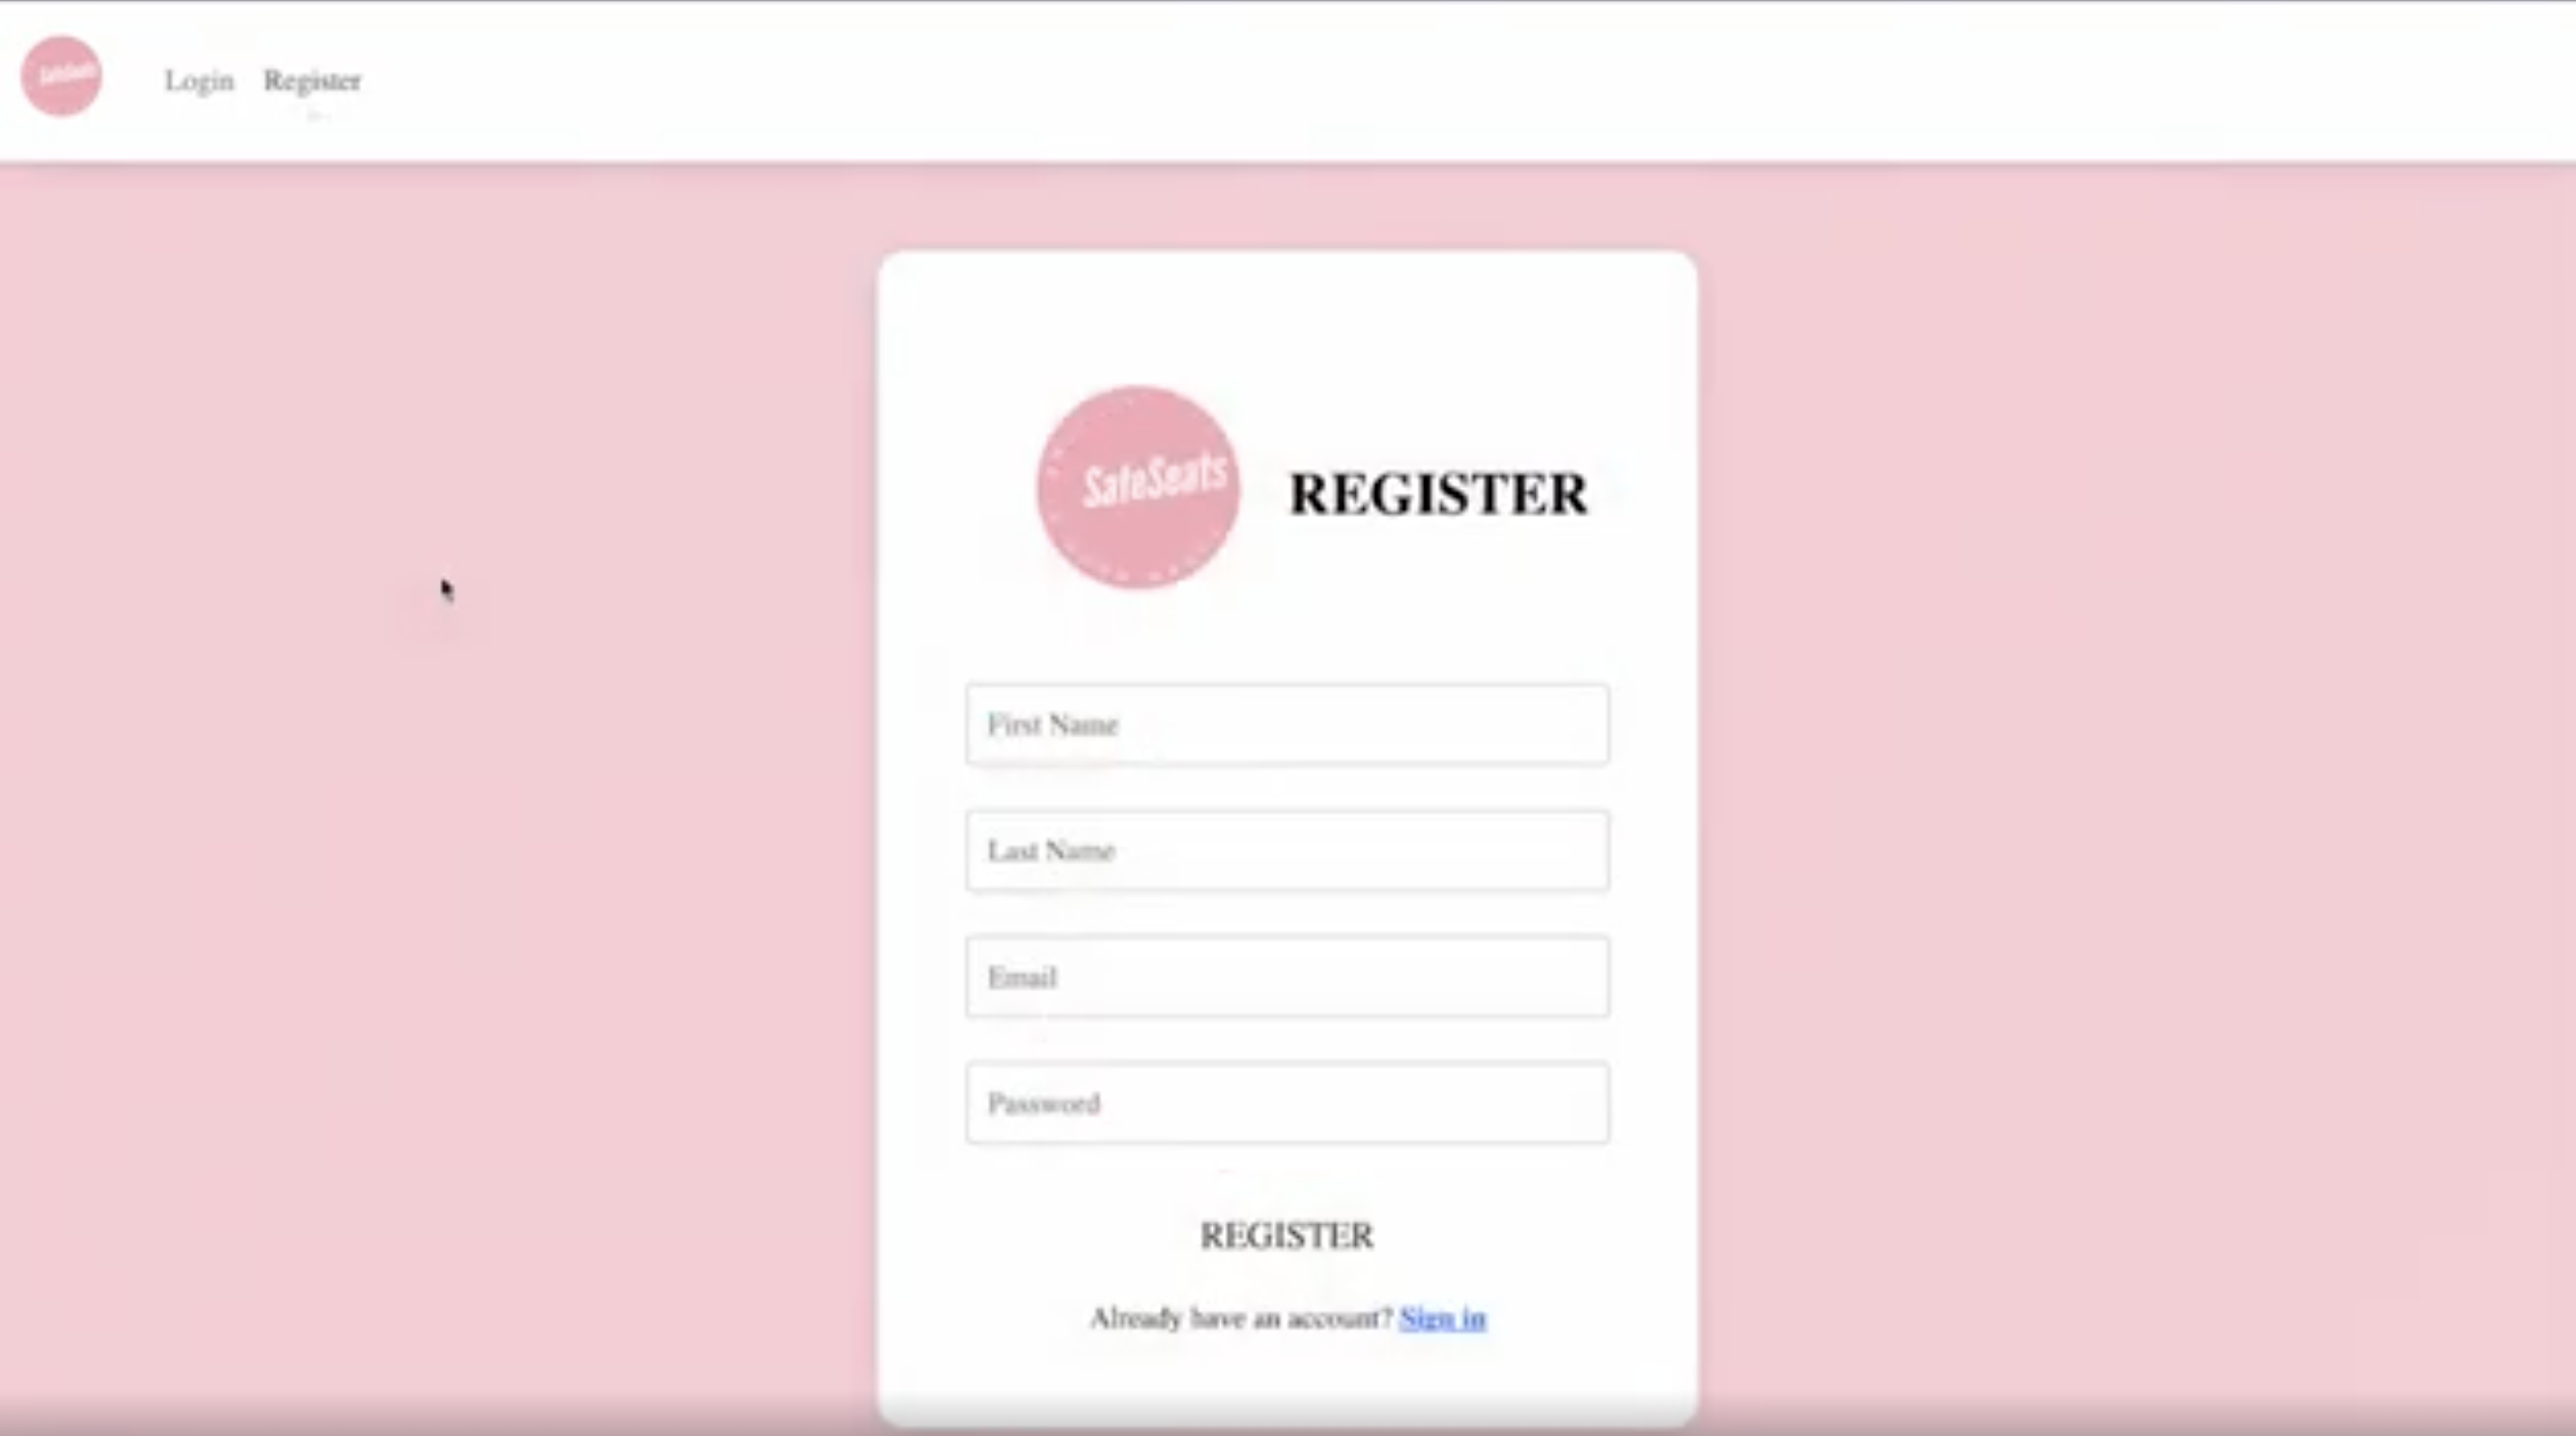 SafeSeats
Login Register
SafeSeats
REGISTER
First Name
Last Name
Email
Password
REGISTER
Already have an account? Sign in